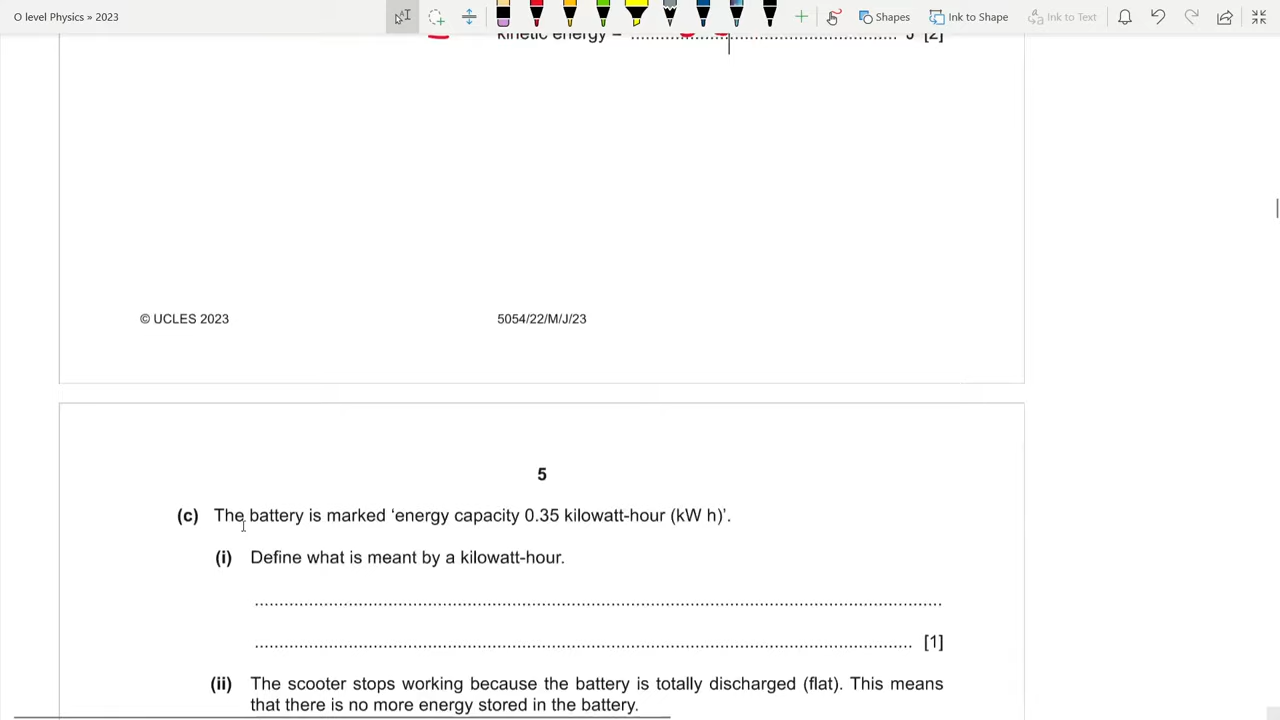 O level Physics » 2023
Shapes
Ink to Shape
Ink to Text
kinetic energy = .......................................................... J [2]
© UCLES 2023
5054/22/M/J/23
5
(c) The battery is marked ‘energy capacity 0.35 kilowatt-hour (kW h)’.
(i) Define what is meant by a kilowatt-hour.
..........................................................................................................................................
.................................................................................................................................... [1]
(ii) The scooter stops working because the battery is totally discharged (flat). This means
that there is no more energy stored in the battery.